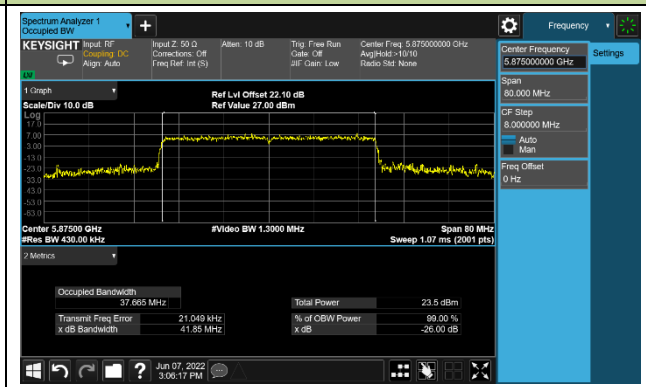 Spectrum Analyzer 1
Occupied BW
+
Frequency
KEYSIGHT
Input: RF
Coupling: DC
Align: Auto
Input Z: 50 Ω
Corrections: Off
Freq Ref: Int (S)
Atten: 10 dB
Trig: Free Run
Gate: Off
#IF Gain: Low
Center Freq: 5.875000000 GHz
Avg|Hold:>10/10
Radio Std: None
LW
Center Frequency
5.875000000 GHz
Settings
Span
80.000 MHz
CF Step
8.000000 MHz
Auto
Man
Freq Offset
0 Hz
1 Graph
Scale/Div 10.0 dB
Ref Lvl Offset 22.10 dB
Ref Value 27.00 dBm
Log
17.0
7.00
-3.00
-13.0
-23.0
-33.0
-43.0
-53.0
-63.0
Center 5.87500 GHz
#Video BW 1.3000 MHz
Span 80 MHz
#Res BW 430.00 kHz
Sweep 1.07 ms (2001 pts)
2 Metrics
Occupied Bandwidth
37.665 MHz
Total Power 23.5 dBm
Transmit Freq Error 21.049 kHz
% of OBW Power 99.00 %
x dB Bandwidth 41.85 MHz
x dB -26.00 dB
?
Jun 07, 2022
3:06:17 PM